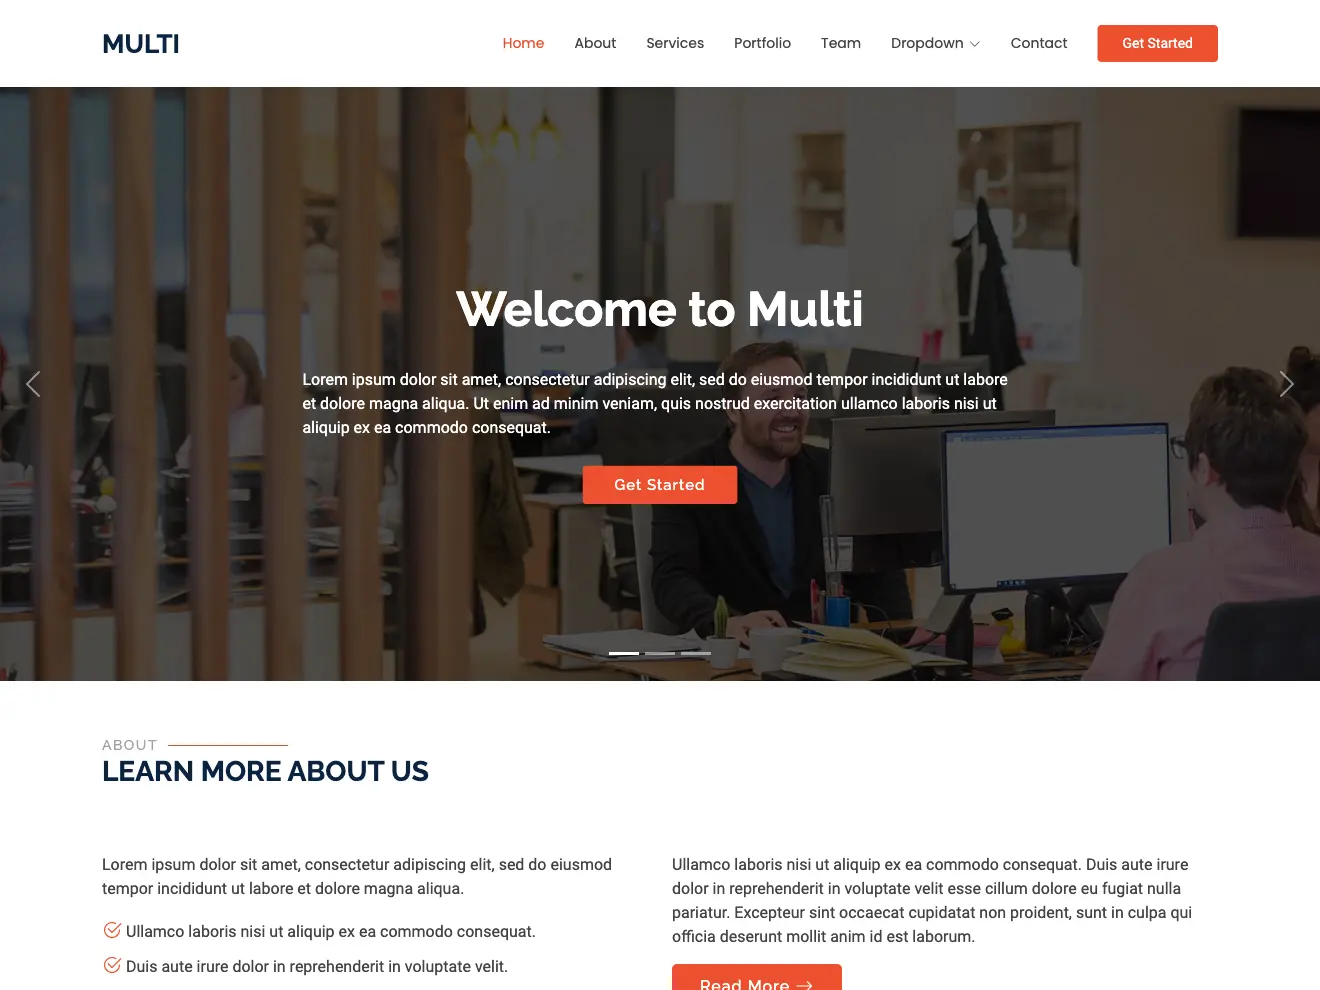 MULTI
Home
About
Services
Portfolio
Team
Dropdown
Contact
Get Started
Welcome to Multi
Lorem ipsum dolor sit amet, consectetur adipiscing elit, sed do eiusmod tempor incididunt ut labore
et dolore magna aliqua. Ut enim ad minim veniam, quis nostrud exercitation ullamco laboris nisi ut
aliquip ex ea commodo consequat.
Get Started
ABOUT
LEARN MORE ABOUT US
Lorem ipsum dolor sit amet, consectetur adipiscing elit, sed do eiusmod
tempor incididunt ut labore et dolore magna aliqua.
Ullamco laboris nisi ut aliquip ex ea commodo consequat.
Duis aute irure dolor in reprehenderit in voluptate velit.
Ullamco laboris nisi ut aliquip ex ea commodo consequat. Duis aute irure
dolor in reprehenderit in voluptate velit esse cillum dolore eu fugiat nulla
pariatur. Excepteur sint occaecat cupidatat non proident, sunt in culpa qui
officia deserunt mollit anim id est laborum.
Read More